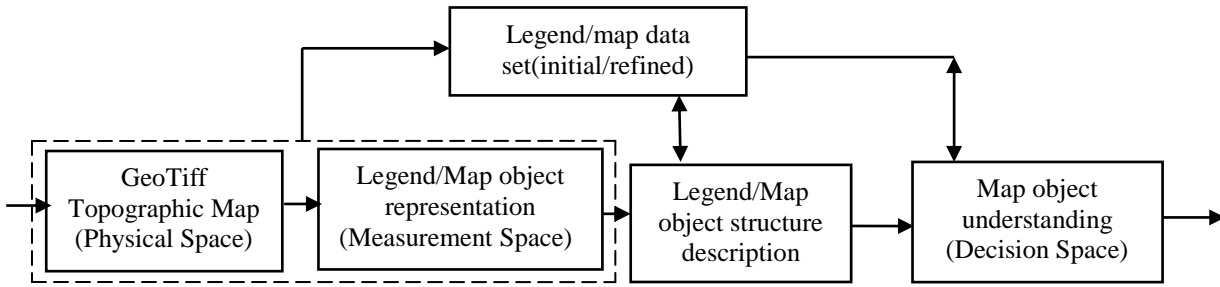 Legend/map data
set(initial/refined)
GeoTiff
Topographic Map
(Physical Space)
Legend/Map object
representation
(Measurement Space)
Legend/Map
object structure
description
Map object
understanding
(Decision Space)